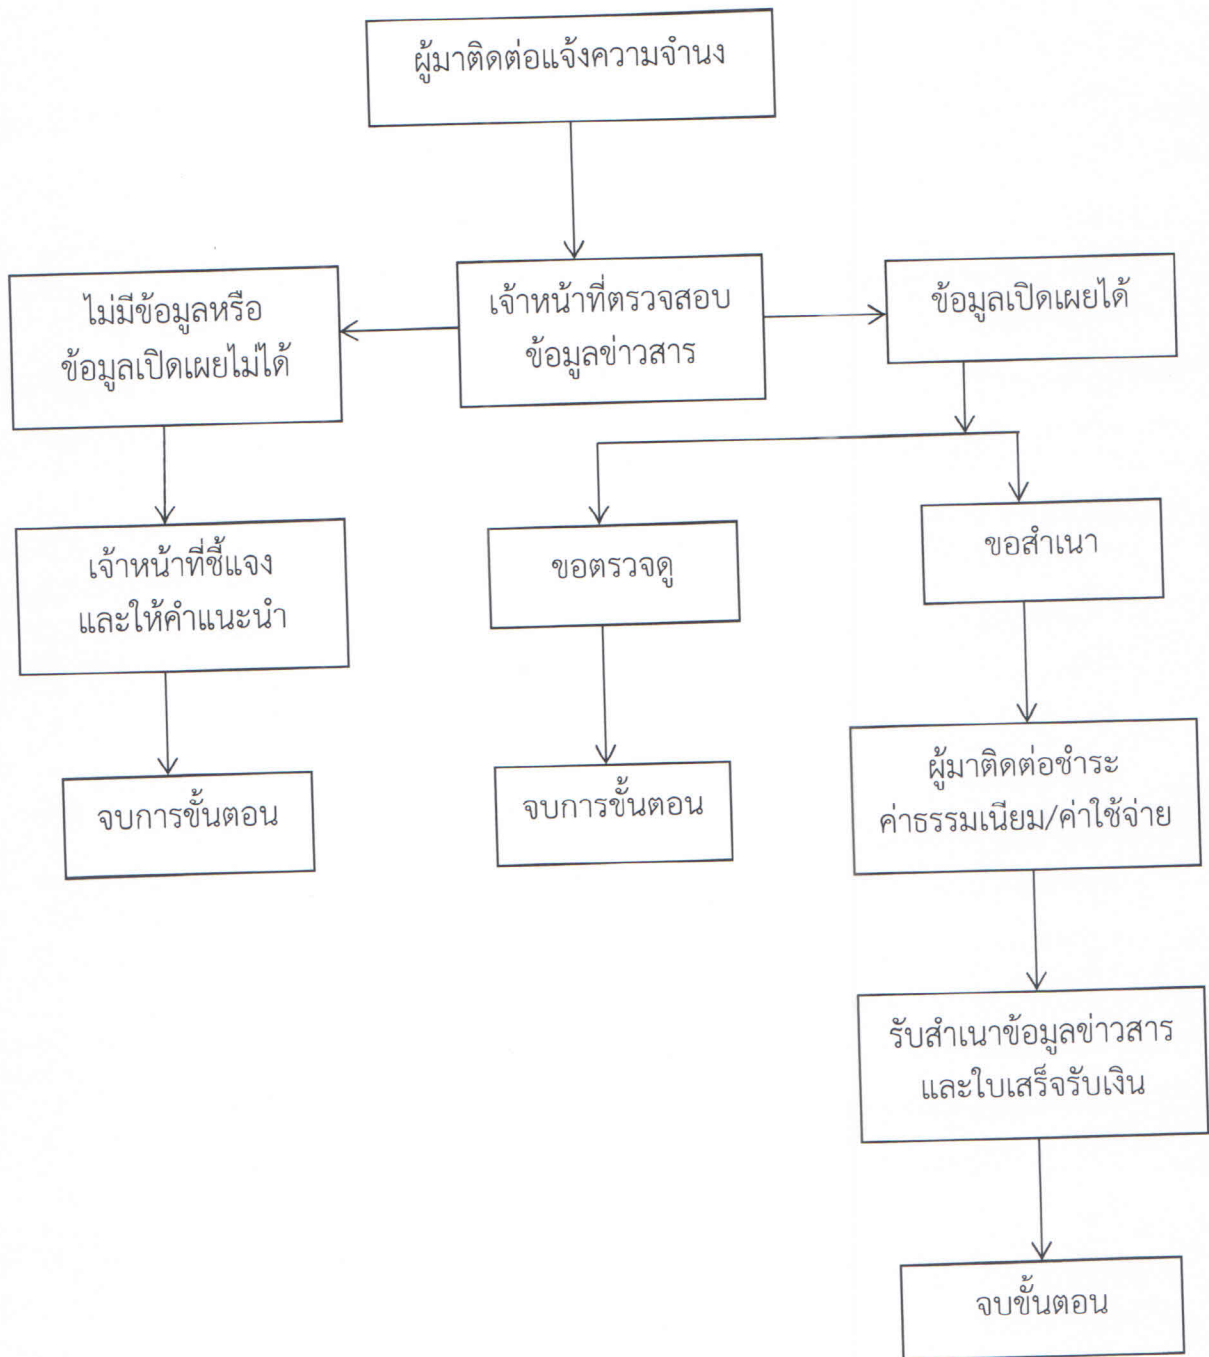 ผู้มาติดต่อแจ้งความจำนง
ไม่มีข้อมูลหรือ
ข้อมูลเปิดเผยไม่ได้
เจ้าหน้าที่ตรวจสอบ
ข้อมูลข่าวสาร
ข้อมูลเปิดเผยได้
เจ้าหน้าที่ชี้แจง
และให้คำแนะนำ
ขอตรวจดู
ขอสำเนา
จบการขั้นตอน
จบการขั้นตอน
ผู้มาติดต่อชำระ
ค่าธรรมเนียม/ค่าใช้จ่าย
รับสำเนาข้อมูลข่าวสาร
และใบเสร็จรับเงิน
จบขั้นตอน